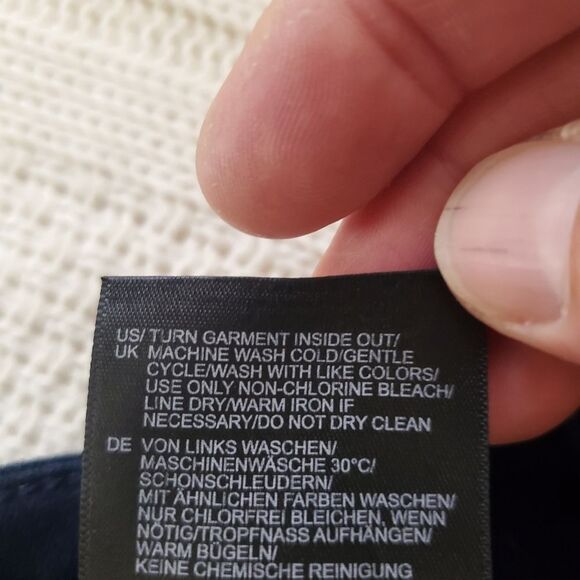 US/ TURN GARMENT INSIDE OUT/
UK MACHINE WASH COLD/GENTLE
CYCLE/WASH WITH LIKE COLORS/
USE ONLY NON-CHLORINE BLEACH/
LINE DRY/WARM IRON IF
NECESSARY/DO NOT DRY CLEAN
DE VON LINKS WASCHEN/
MASCHINENWÄSCHE 30°C/
SCHONSCHLEUDERN/
MIT ÄHNLICHEN FARBEN WASCHEN/
NUR CHLORFREI BLEICHEN, WENN
NÖTIG/TROPFNASS AUFHÄNGEN/
WARM BÜGELN/
KEINE CHEMISCHE REINIGUNG